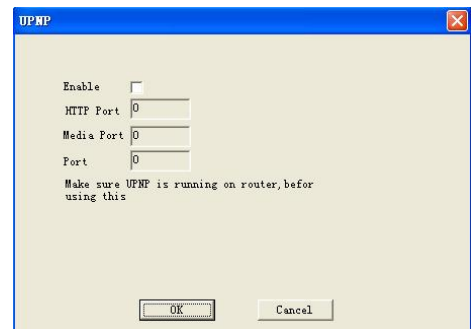 UPNP
Enable
HTTP Port 0
Media Port 0
Port 0
Make sure UPNP is running on router,befor
using this
OK Cancel